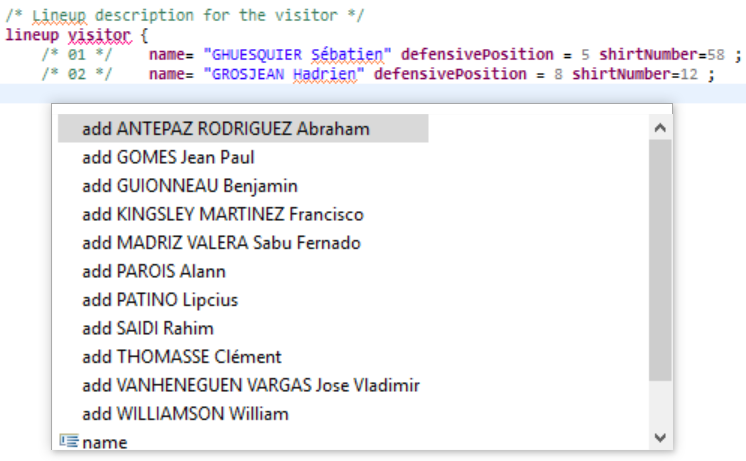 /* Lineup description for the visitor */
lineup visitor {
/* 01 */ name= "GHUESQUIER Sébatien" defensivePosition = 5 shirtNumber=58 ;
/* 02 */ name= "GROSJEAN Hadrien" defensivePosition = 8 shirtNumber=12 ;
add ANTEPAZ RODRIGUEZ Abraham
add GOMES Jean Paul
add GUIONNEAU Benjamin
add KINGSLEY MARTINEZ Francisco
add MADRIZ VALERA Sabu Fernado
add PAROIS Alann
add PATINO Lipcius
add SAIDI Rahim
add THOMASSE Clément
add VANHENEGUEN VARGAS Jose Vladimir
add WILLIAMSON William
name